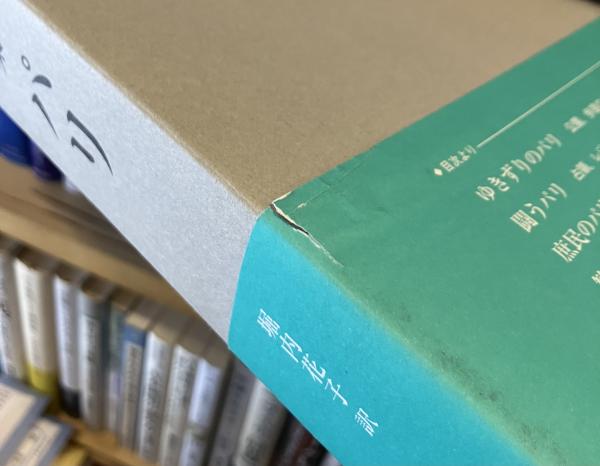 パリ
堀内花子 訳
◆目次より
ゆきずりのパリ
闘うパリ
庶民のパリ